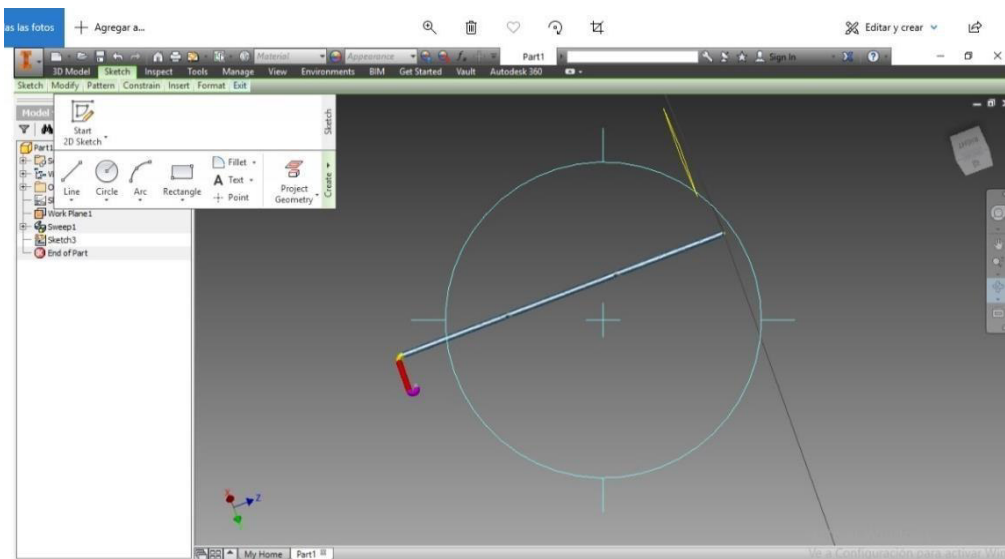 as las fotos
Agregar a...
Editar y crear
Material
Appearance
Part1
Sign In
3D Model Sketch Inspect Tools Manage View Environments BIM Get Started Vault Autodesk 360
Sketch Modify Pattern Constrain Insert Format Exit
Model
Start
2D Sketch
Sketch
Line
Circle
Arc
Rectangle
Fillet
Text
Point
Project
Geometry
Create
Part1
Work Plane1
Sweep1
Sketch3
End of Part
X
Z
My Home
Part1
Ve a Configuración para activar Win